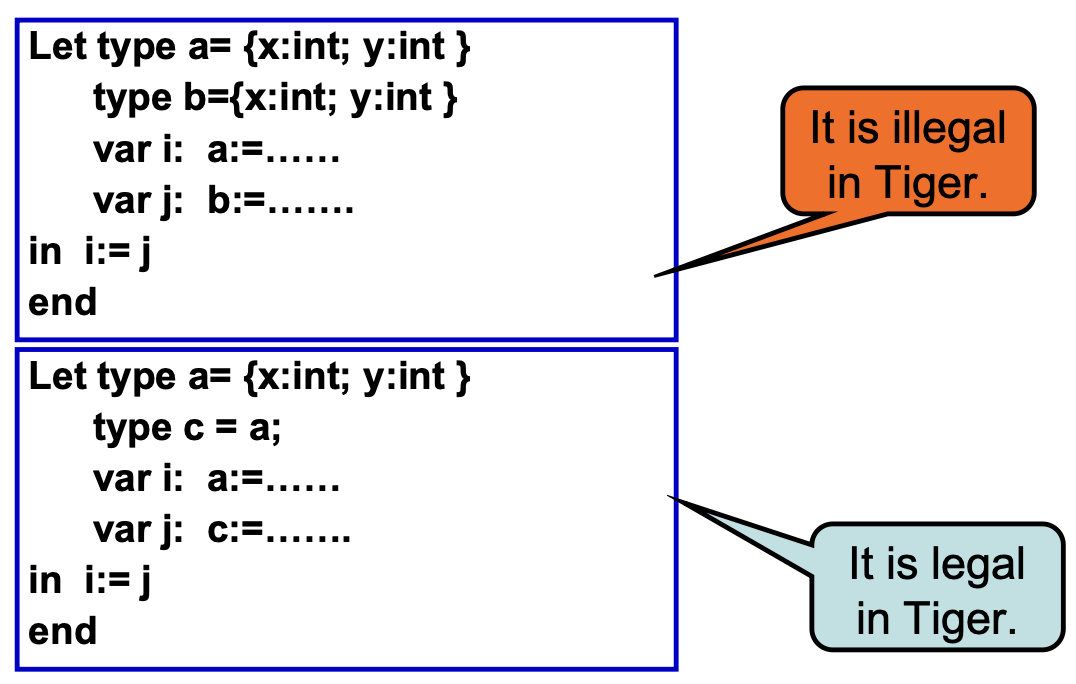 Let type a= {x:int; y:int }
type b={x:int; y:int }
var i: a:=……
var j: b:=…….
in i:= j
end
It is illegal
in Tiger.
Let type a= {x:int; y:int }
type c = a;
var i: a:=……
var j: c:=…….
in i:= j
end
It is legal
in Tiger.